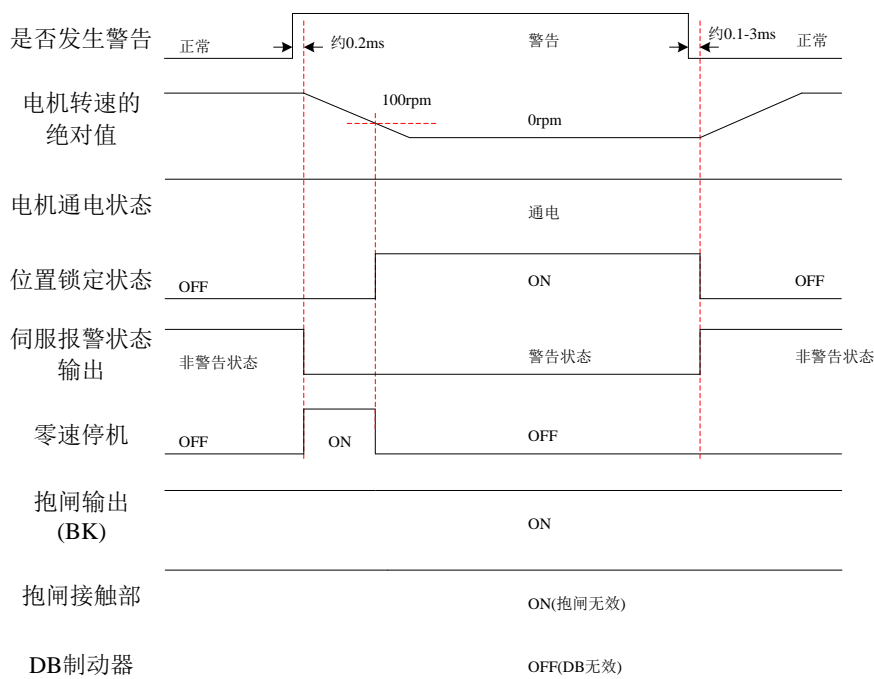 是否发生警告
正常
约0.2ms
警告
约0.1-3ms
正常
电机转速的
绝对值
100rpm
0rpm
电机通电状态
通电
位置锁定状态
OFF
ON
OFF
伺服报警状态
输出
非警告状态
警告状态
非警告状态
零速停机
OFF
ON
OFF
抱闸输出
(BK)
ON
抱闸接触部
ON(抱闸无效)
DB制动器
OFF(DB无效)